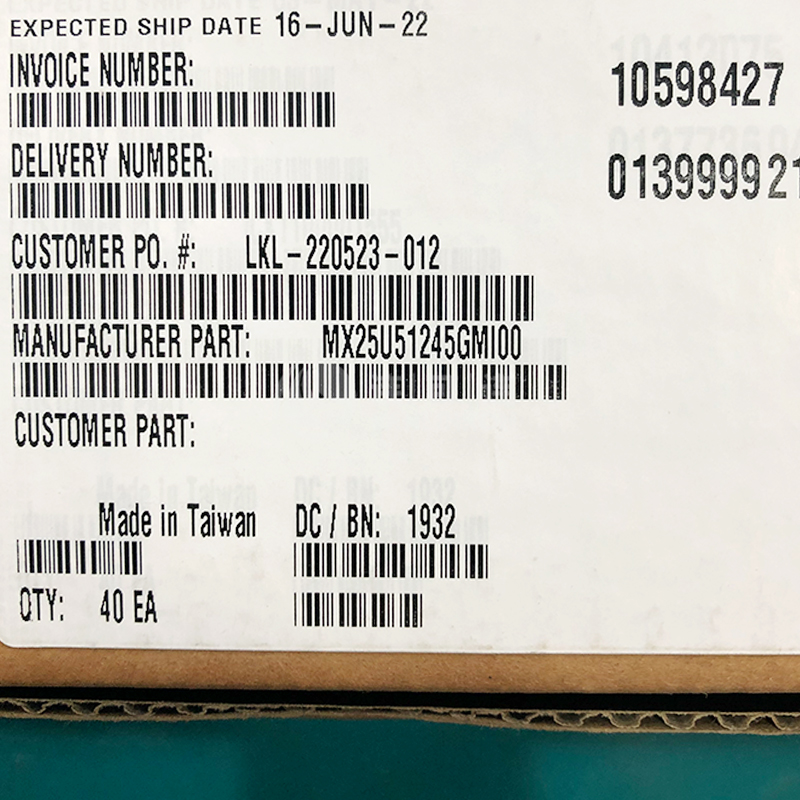 EXPECTED SHIP DATE 16-JUN-22
INVOICE NUMBER: 10598427
DELIVERY NUMBER: 013999921
CUSTOMER PO. #: LKL-220523-012
MANUFACTURER PART: MX25U51245GMI00
CUSTOMER PART:
Made in Taiwan DC / BN: 1932
QTY: 40 EA